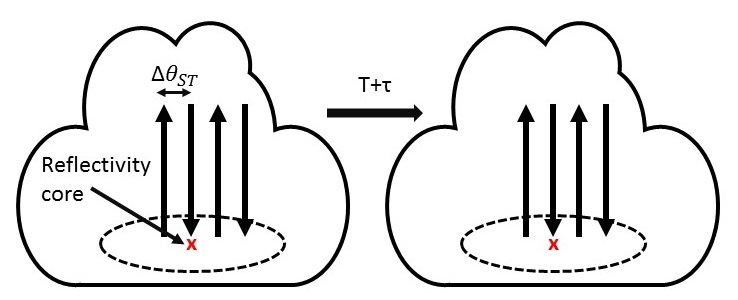 Δθ_ST
T+τ
Reflectivity
core
x
x